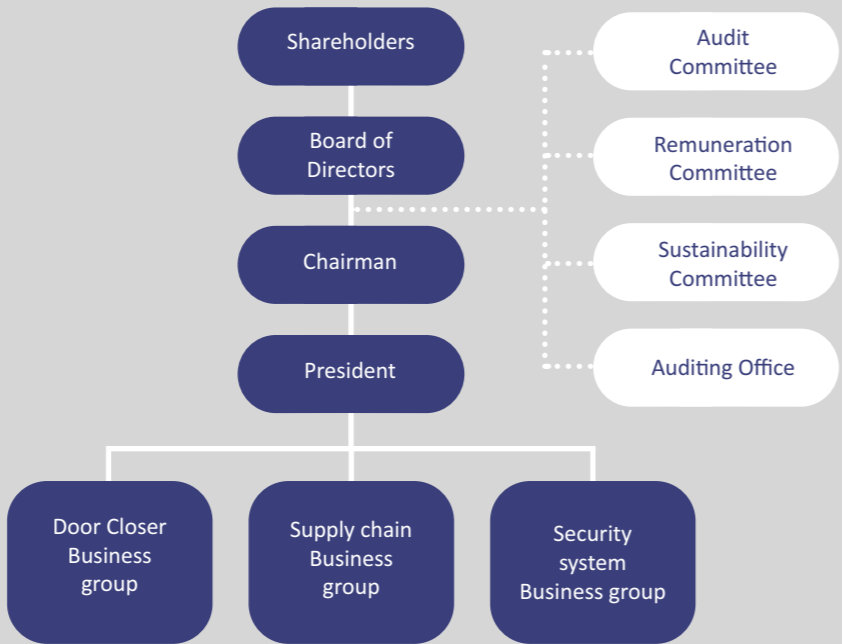 Shareholders
Board of
Directors
Chairman
President
Audit
Committee
Remuneration
Committee
Sustainability
Committee
Auditing Office
Door Closer
Business
group
Supply chain
Business
group
Security
system
Business group